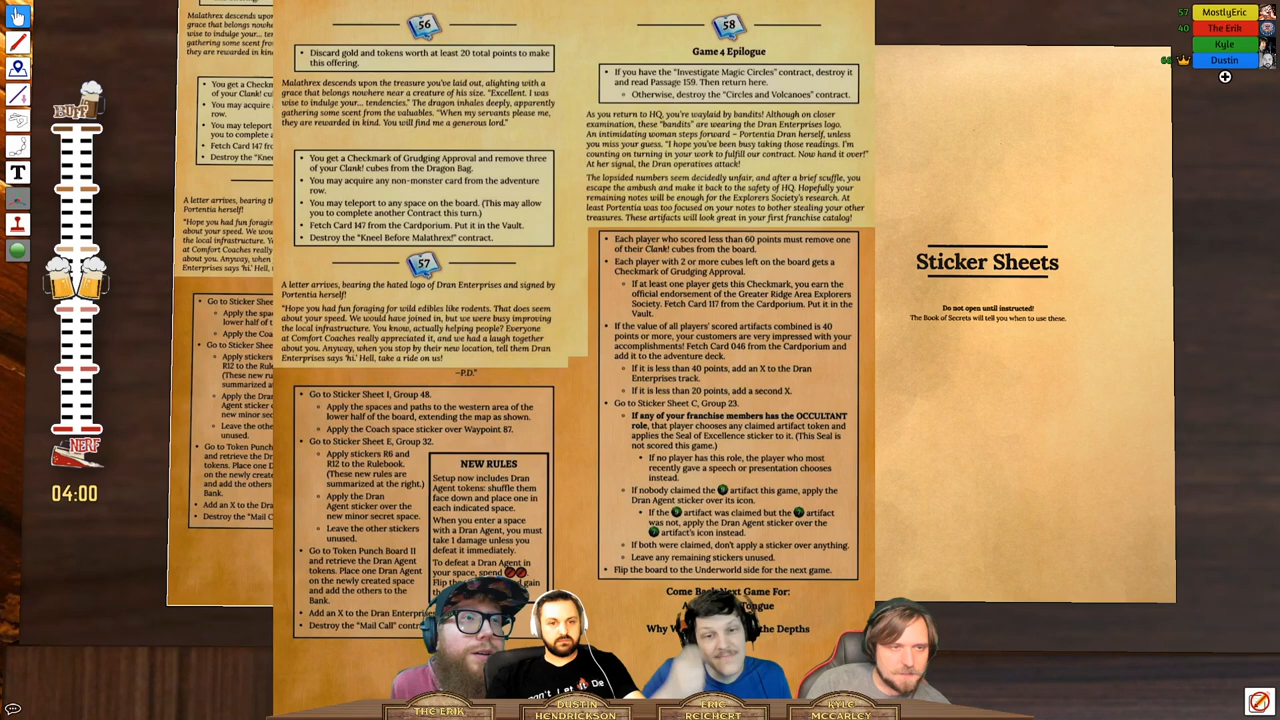 56
Discard gold and tokens worth at least 20 total points to make
this offering.
Malathrex descends upon the treasure you've laid out, alighting with a
grace that belongs nowhere near a creature of his size. "Excellent. I was
wise to indulge your... tendencies." The dragon inhales deeply, apparently
gathering some scent from the valuables. "When my servants please me,
they are rewarded in kind. You will find me a generous lord."
You get a Checkmark of Grudging Approval and remove three
of your Clank! cubes from the Dragon Bag.
You may acquire any non-monster card from the adventure
row.
You may teleport to any space on the board. (This may allow
you to complete another Contract this turn.)
Fetch Card 147 from the Cardporium. Put it in the Vault.
Destroy the "Kneel Before Malathrex!" contract.
57
A letter arrives, bearing the hated logo of Dran Enterprises and signed by
Portentia herself!
"Hope you had fun foraging for wild edibles like rodents. That does seem
about your speed. We would have joined in, but we were busy improving
the local infrastructure. You know, actually helping people? Everyone
at Comfort Coaches really appreciated it, and we had a laugh together
about you. Anyway, when you stop by their new location, tell them Dran
Enterprises says 'hi.' Hell, take a ride on us!
—P.D."
Go to Sticker Sheet I, Group 48.
Apply the spaces and paths to the western area of the
lower half of the board, extending the map as shown.
Apply the Coach space sticker over Waypoint 87.
Go to Sticker Sheet E, Group 32.
Apply stickers R6 and
R12 to the Rulebook.
(These new rules are
summarized at the right.)
Apply the Dran
Agent sticker over the
new minor secret space.
Leave the other stickers
unused.
Go to Token Punch Board II
and retrieve the Dran Agent
tokens. Place one Dran Agent
on the newly created space
and add the others to the
Bank.
Add an X to the Dran Enterprise
Destroy the "Mail Call" contr
NEW RULES
Setup now includes Dran
Agent tokens: shuffle them
face down and place one in
each indicated space.
When you enter a space
with a Dran Agent, you must
take 1 damage unless you
defeat it immediately.
To defeat a Dran Agent in
your space, spend
Flip the gain
58
Game 4 Epilogue
If you have the "Investigate Magic Circles" contract, destroy it
and read Passage 159. Then return here.
Otherwise, destroy the "Circles and Volcanoes" contract.
As you return to HQ, you're waylaid by bandits! Although on closer
examination, these "bandits" are wearing the Dran Enterprises logo.
An intimidating woman steps forward – Portentia Dran herself, unless
you miss your guess. "I hope you've been busy taking those readings. I'm
counting on turning in your work to fulfill our contract. Now hand it over!"
At her signal, the Dran operatives attack!
The lopsided numbers seem decidedly unfair, and after a brief scuffle, you
escape the ambush and make it back to the safety of HQ. Hopefully your
remaining notes will be enough for the Explorers Society's research. At
least Portentia was too focused on your notes to bother stealing your other
treasures. These artifacts will look great in your first franchise catalog!
Each player who scored less than 60 points must remove one
of their Clank! cubes from the board.
Each player with 2 or more cubes left on the board gets a
Checkmark of Grudging Approval.
If at least one player gets this Checkmark, you earn the
official endorsement of the Greater Ridge Area Explorers
Society. Fetch Card 117 from the Cardporium. Put it in the
Vault.
If the value of all players' scored artifacts combined is 40
points or more, your customers are very impressed with your
accomplishments! Fetch Card 046 from the Cardporium and
add it to the adventure deck.
If it is less than 40 points, add an X to the Dran
Enterprises track.
If it is less than 20 points, add a second X.
Go to Sticker Sheet C, Group 23.
If any of your franchise members has the OCCULTANT
role, that player chooses any claimed artifact token and
applies the Seal of Excellence sticker to it. (This Seal is
not scored this game.)
If no player has this role, the player who most
recently gave a speech or presentation chooses
instead.
If nobody claimed the artifact this game, apply the
Dran Agent sticker over its icon.
If the artifact was claimed but the artifact
was not, apply the Dran Agent sticker over the
artifact's icon instead.
If both were claimed, don't apply a sticker over anything.
Leave any remaining stickers unused.
Flip the board to the Underworld side for the next game.
Come Back Next Game For:
Tongue
Why W the Depths
Sticker Sheets
Do not open until instructed!
The Book of Secrets will tell you when to use these.
BUFF
NERF
04:00
T
57 MostlyEric
40 The Erik
Kyle
Dustin
THE ERIK
DUSTIN
HENDRICKSON
ERIC
REICHERT
KYLE
MCCARLEY